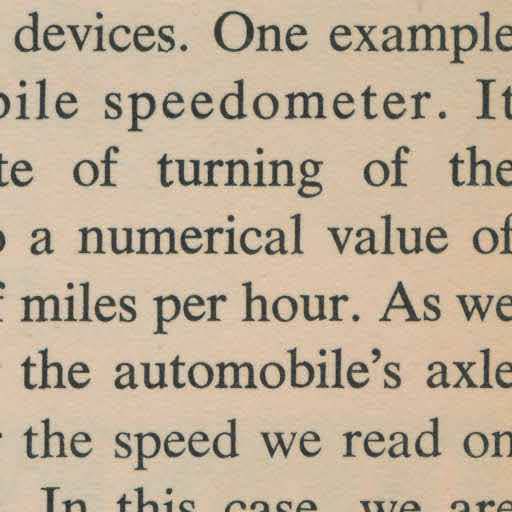 devices. One example
bile speedometer. It
te of turning of the
o a numerical value of
f miles per hour. As we
the automobile's axle
the speed we read on
In this case, we are